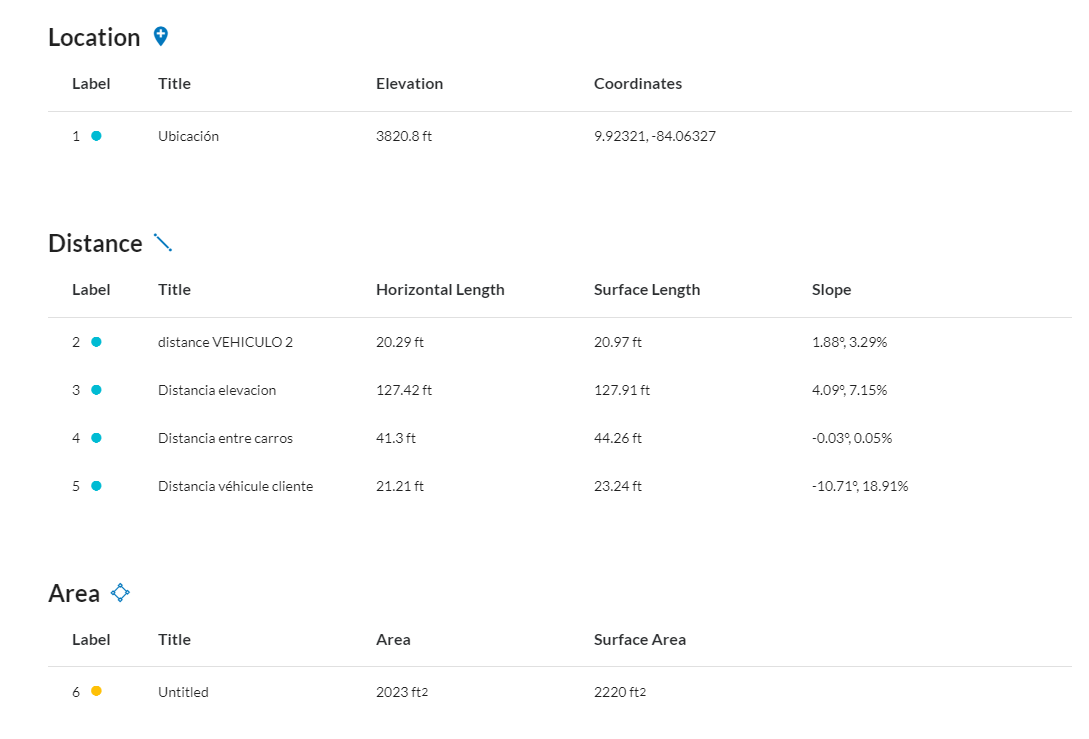 Location
Label Title Elevation Coordinates
1 Ubicación 3820.8 ft 9.92321, -84.06327
Distance
Label Title Horizontal Length Surface Length Slope
2 distance VEHICULO 2 20.29 ft 20.97 ft 1.88°, 3.29%
3 Distancia elevacion 127.42 ft 127.91 ft 4.09°, 7.15%
4 Distancia entre carros 41.3 ft 44.26 ft -0.03°, 0.05%
5 Distancia véhicule cliente 21.21 ft 23.24 ft -10.71°, 18.91%
Area
Label Title Area Surface Area
6 Untitled 2023 ft2 2220 ft2